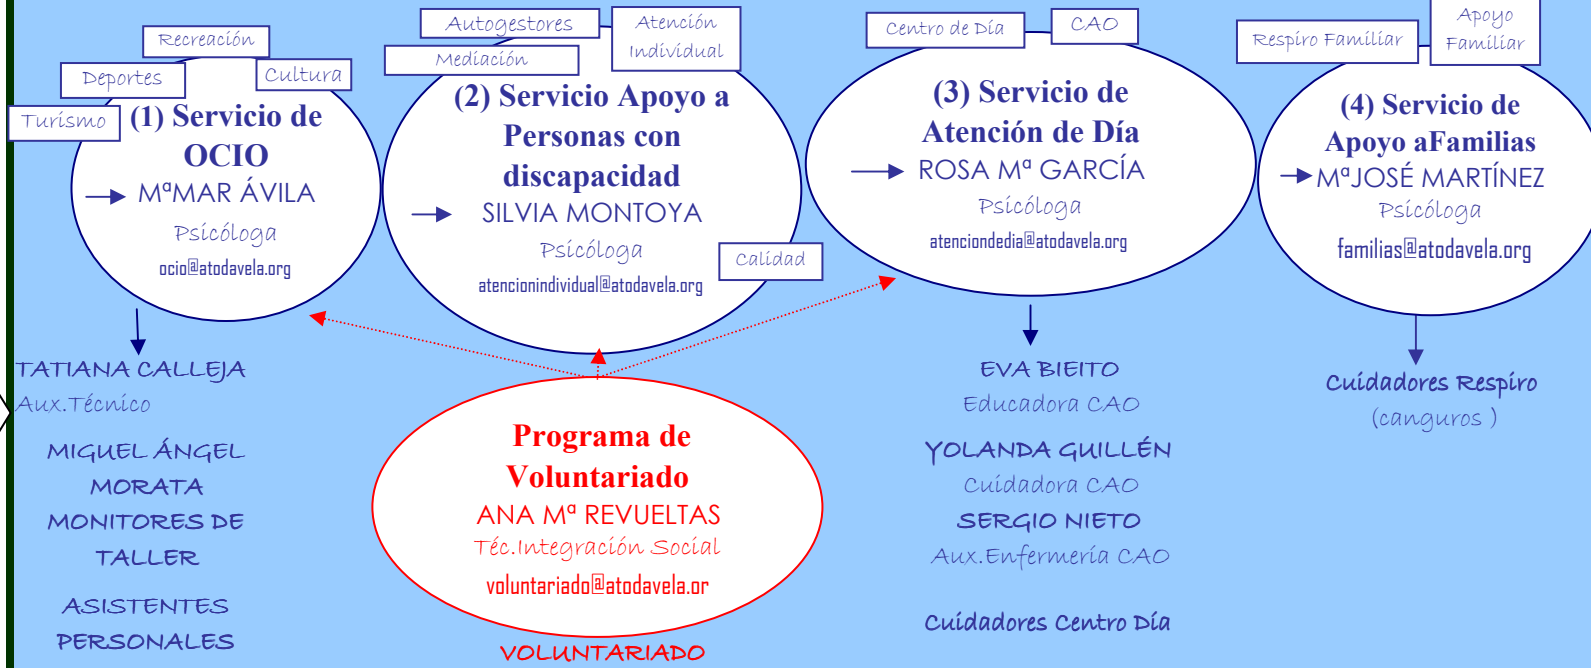 Turismo
Deportes
Recreación
Cultura
(1) Servicio de
OCIO
MªMAR ÁVILA
Psicóloga
ocio@atodavela.org
TATIANA CALLEJA
Aux.Técnico
MIGUEL ÁNGEL
MORATA
MONITORES DE
TALLER
ASISTENTES
PERSONALES
Autogestores
Mediación
Atención
Individual
(2) Servicio Apoyo a
Personas con
discapacidad
SILVIA MONTOYA
Psicóloga
atencionindividual@atodavela.org
Calidad
Programa de
Voluntariado
ANA Mª REVUELTAS
Téc.Integración Social
voluntariado@atodavela.or
VOLUNTARIADO
Centro de Día
CAO
(3) Servicio de
Atención de Día
ROSA Mª GARCÍA
Psicóloga
atenciondedia@atodavela.org
EVA BIEITO
Educadora CAO
YOLANDA GUILLÉN
Cuidadora CAO
SERGIO NIETO
Aux.Enfermería CAO
Cuidadores Centro Día
Respiro Familiar
Apoyo
Familiar
(4) Servicio de
Apoyo aFamilias
MªJOSÉ MARTÍNEZ
Psicóloga
familias@atodavela.org
Cuidadores Respiro
(canguros )